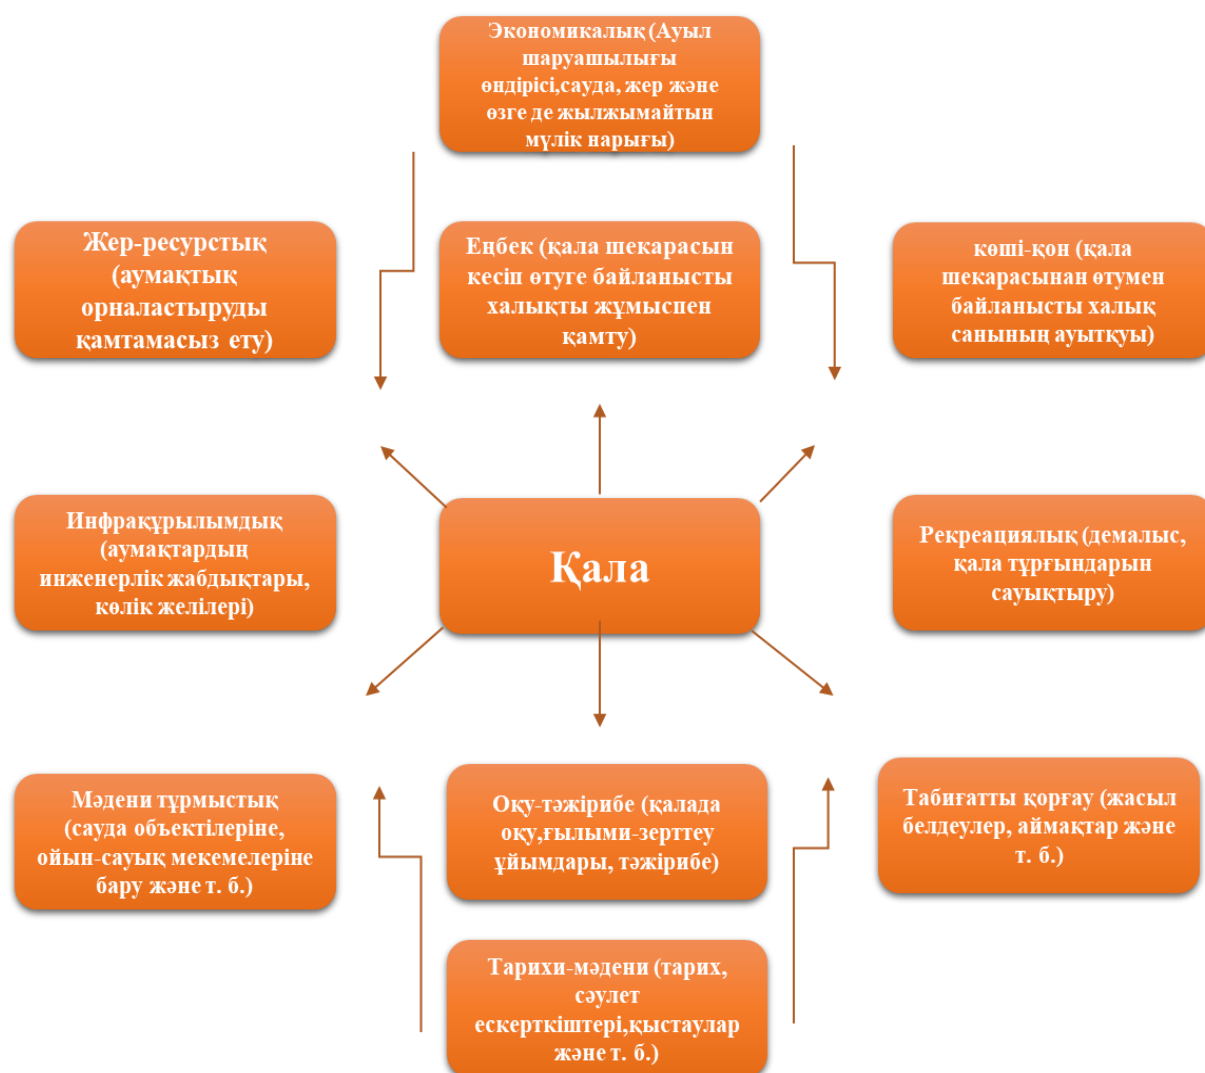 Экономикалық (Ауыл
шаруашылығы
өндірісі,сауда, жер және
өзге де жылжымайтын
мүлік нарығы)
Жер-ресурстық
(аумақтық
орналастыруды
қамтамасыз ету)
Еңбек (қала шекарасын
кесіп өтуге байланысты
халықты жұмыспен
қамту)
көші-қон (қала
шекарасынан өтумен
байланысты халық
санының ауытқуы)
Инфрақұрылымдық
(аумақтардың
инженерлік жабдықтары,
көлік желілері)
Қала
Рекреациялық (демалыс,
қала тұрғындарын
сауықтыру)
Мәдени тұрмыстық
(сауда объектілеріне,
ойын-сауық мекемелеріне
бару және т. б.)
Оқу-тәжірибе (қалада
оқу,ғылыми-зерттеу
ұйымдары, тәжірибе)
Табиғатты қорғау (жасыл
белдеулер, аймақтар және
т. б.)
Тарихи-мәдени (тарих,
сәулет
ескерткіштері,қыстаулар
және т. б.)